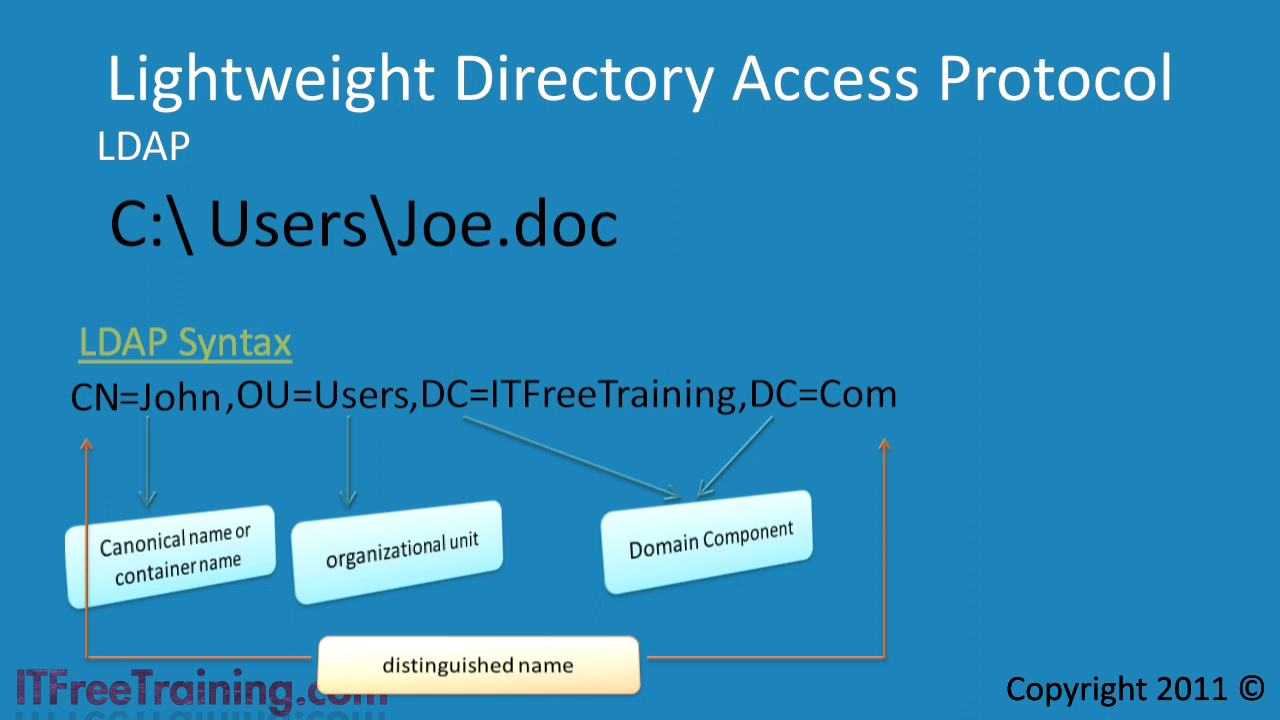 Lightweight Directory Access Protocol
LDAP
C:\ Users\Joe.doc
LDAP Syntax
CN=John,OU=Users,DC=ITFreeTraining,DC=Com
Canonical name or
container name
organizational unit
Domain Component
distinguished name
ITFreeTraining.com
Copyright 2011 ©